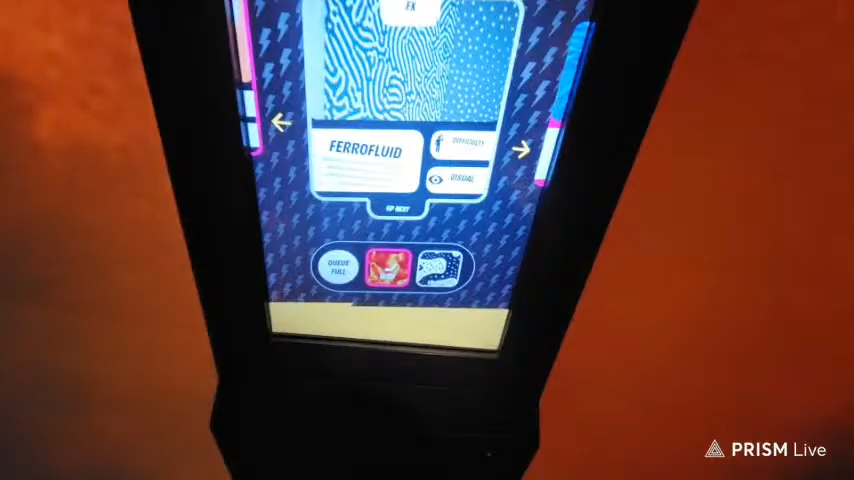 FX
FERROFLUID
DIFFICULTY
VISUAL
UP NEXT
QUEUE
FULL
PRISM Live